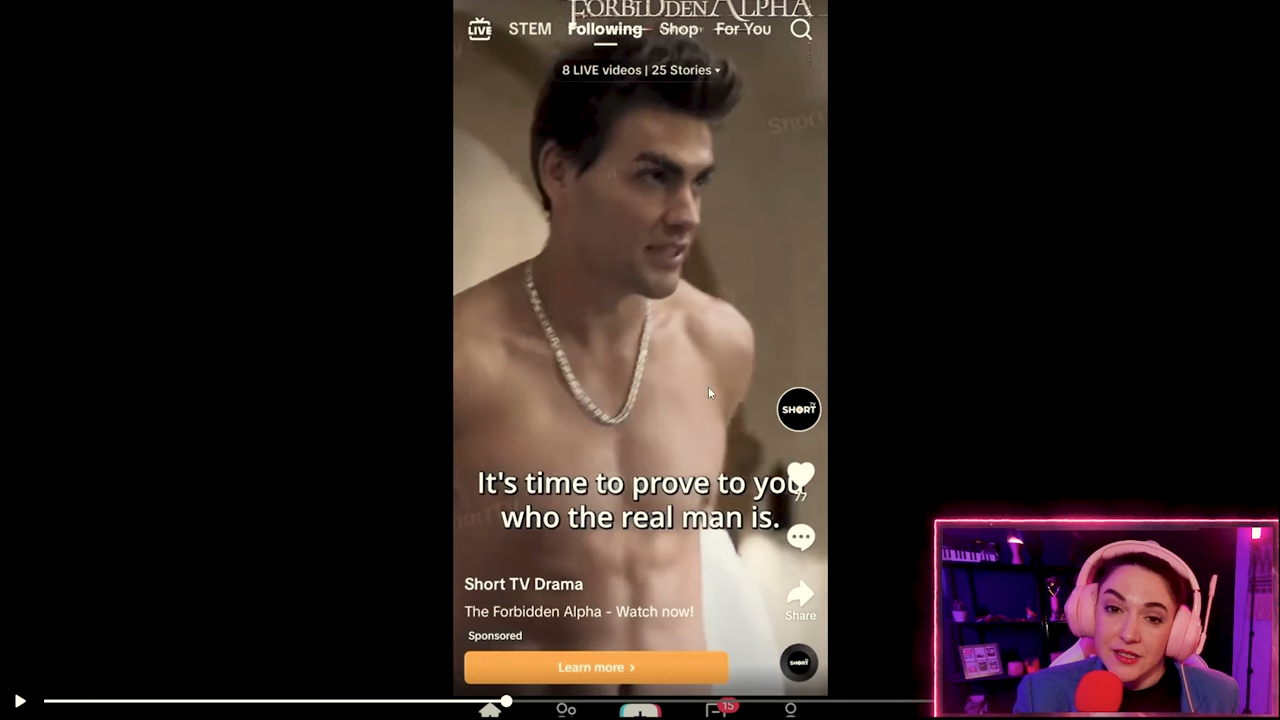 FORBIDDEN ALPHA
LIVE
STEM
Following
Shop
For You
8 LIVE videos | 25 Stories
It's time to prove to you
who the real man is.
SHORT
TV
Short TV Drama
The Forbidden Alpha - Watch now!
Share
Sponsored
Learn more >
SHORT
15